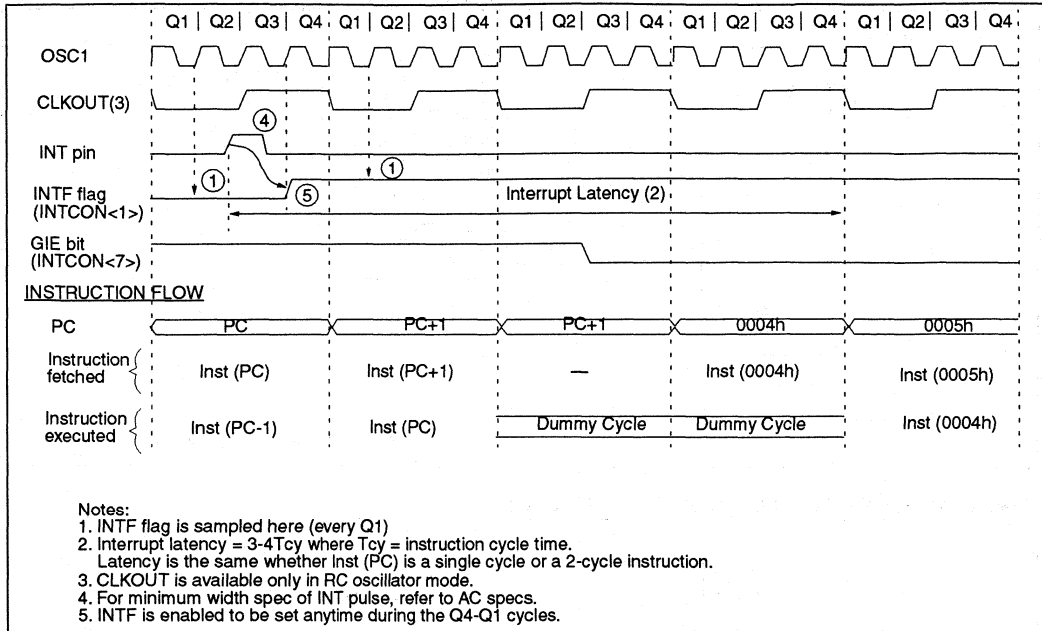 Q1 | Q2 | Q3 | Q4 Q1 | Q2 | Q3 | Q4 Q1 | Q2 | Q3 | Q4 Q1 | Q2 | Q3 | Q4 Q1 | Q2 | Q3 | Q4
OSC1
CLKOUT(3)
4
INT pin
1 1
INTF flag
(INTCON<1>)
5
Interrupt Latency (2)
GIE bit
(INTCON<7>)
INSTRUCTION FLOW
PC PC PC+1 PC+1 0004h 0005h
Instruction
fetched
Inst (PC) Inst (PC+1) — Inst (0004h) Inst (0005h)
Instruction
executed
Inst (PC-1) Inst (PC) Dummy Cycle Dummy Cycle Inst (0004h)
Notes:
1. INTF flag is sampled here (every Q1)
2. Interrupt latency = 3-4Tcy where Tcy = instruction cycle time.
Latency is the same whether Inst (PC) is a single cycle or a 2-cycle instruction.
3. CLKOUT is available only in RC oscillator mode.
4. For minimum width spec of INT pulse, refer to AC specs.
5. INTF is enabled to be set anytime during the Q4-Q1 cycles.